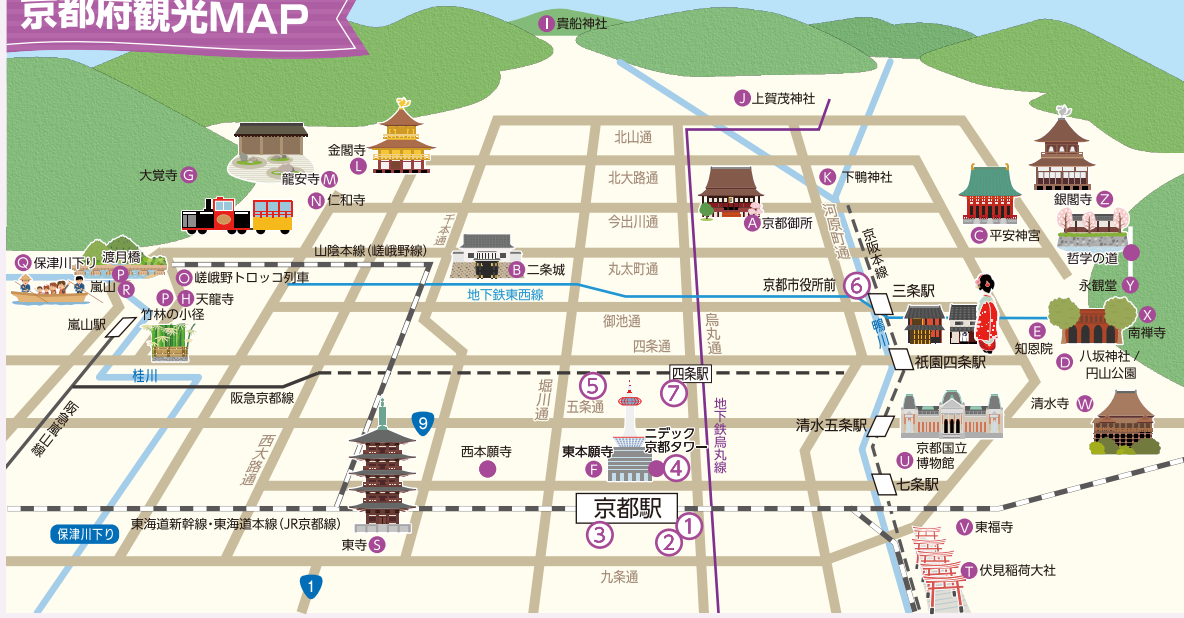 京都府観光MAP
I 貴船神社
J 上賀茂神社
北山通
金閣寺
L
大覚寺 G
龍安寺 M
N 仁和寺
北大路通
K 下鴨神社
銀閣寺 Z
千本通
今出川通
A 京都御所
河原町通
京阪本線
C 平安神宮
哲学の道
Q 保津川下り
渡月橋
P
嵐山 R
山陰本線(嵯峨野線)
O 嵯峨野トロッコ列車
B 二条城
丸太町通
京都市役所前 6
三条駅
永観堂 Y
P H 天龍寺
竹林の小径
嵐山駅
地下鉄東西線
御池通
烏丸通
鴨川
E
知恩院
X
南禅寺
四条通
祇園四条駅
D 八坂神社/
円山公園
桂川
阪急京都線
四条駅
5
7
堀川通
五条通
地下鉄烏丸線
清水寺 W
阪急嵐山線
9
西大路通
西本願寺
東本願寺
F
ニデック
京都タワー
4
清水五条駅
京都国立
博物館
U
七条駅
保津川下り
東海道新幹線・東海道本線(JR京都線)
京都駅
1
3
2
V 東福寺
東寺 S
T 伏見稲荷大社
1
九条通